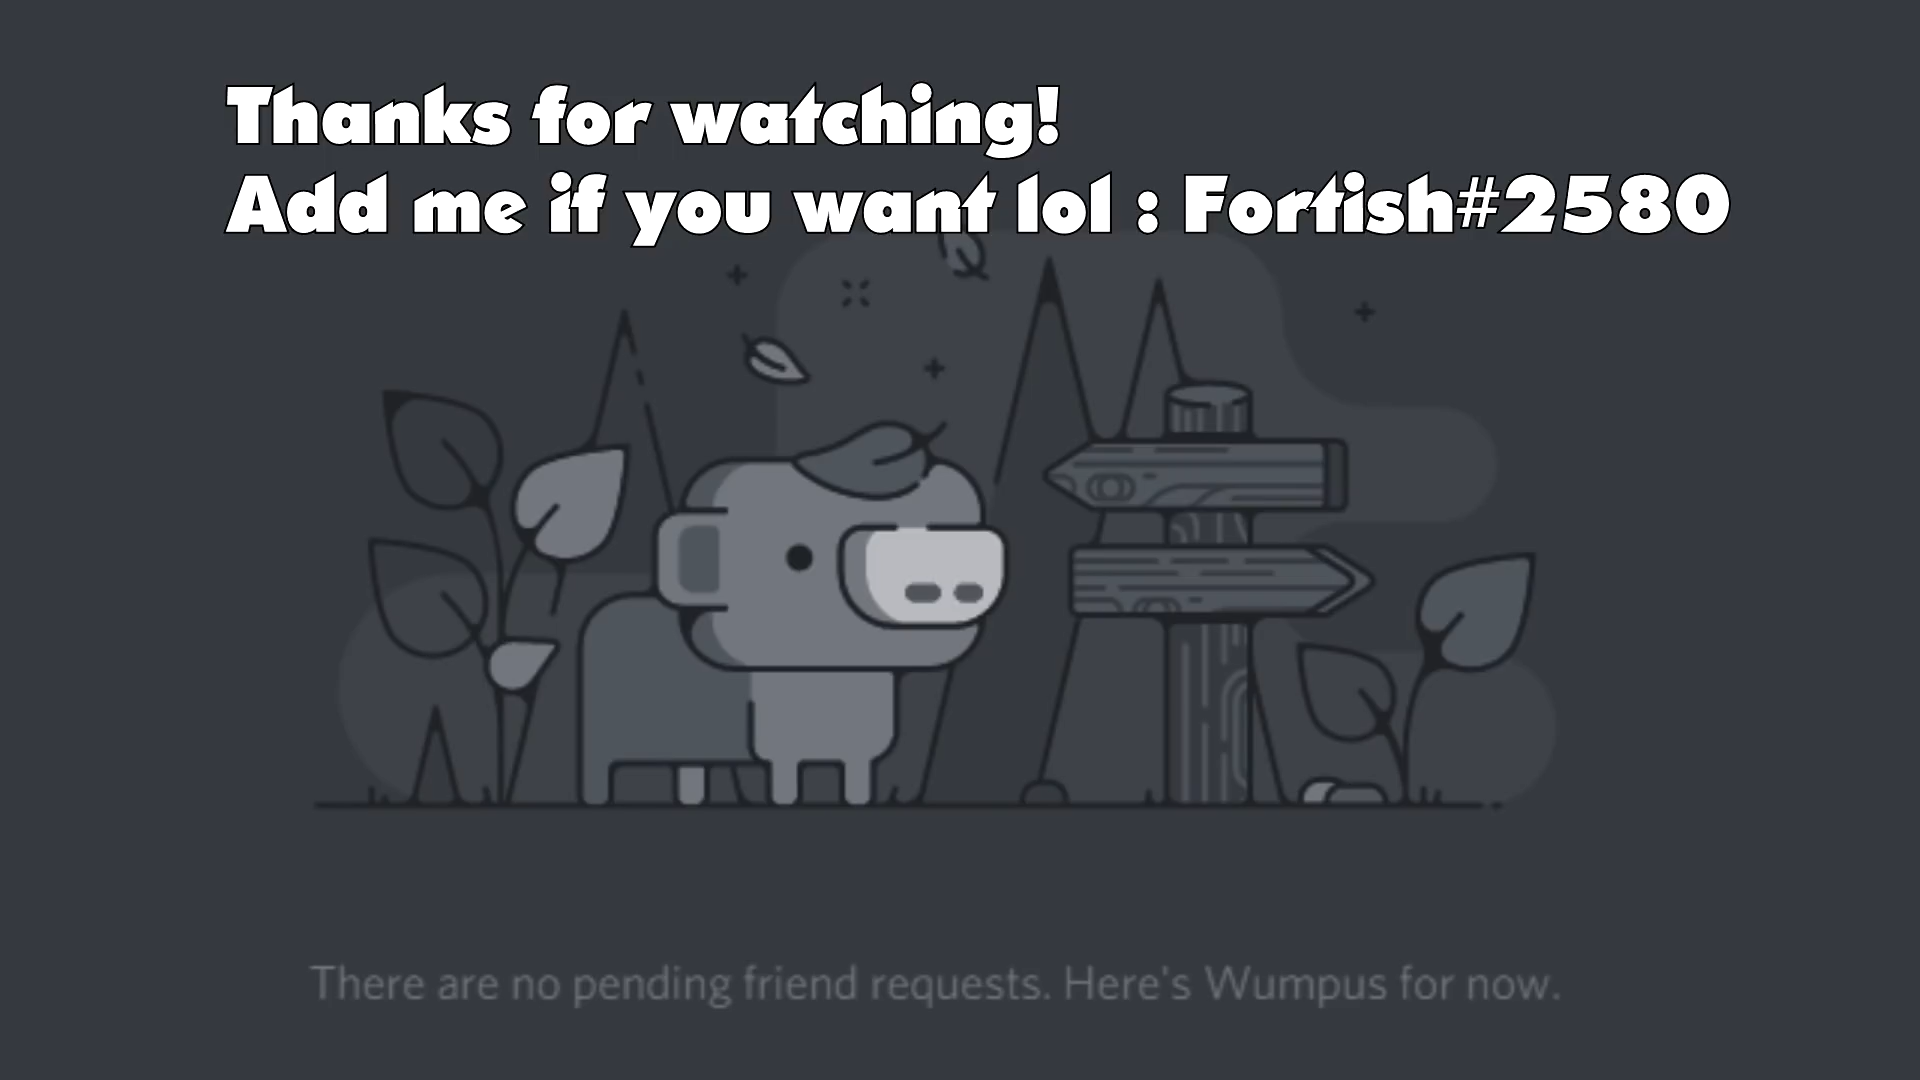 Thanks for watching!
Add me if you want lol : Fortish#2580
There are no pending friend requests. Here's Wumpus for now.